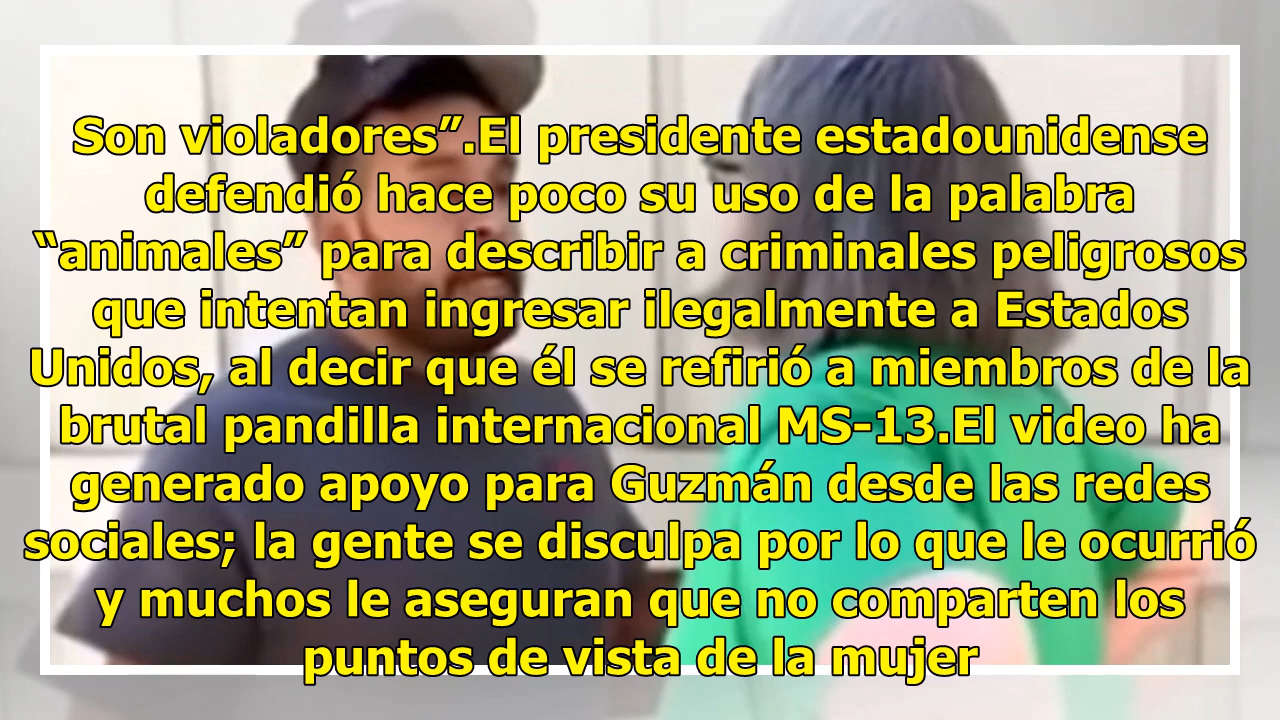 Son violadores”.El presidente estadounidense
defendió hace poco su uso de la palabra
“animales” para describir a criminales peligrosos
que intentan ingresar ilegalmente a Estados
Unidos, al decir que él se refirió a miembros de la
brutal pandilla internacional MS-13.El video ha
generado apoyo para Guzmán desde las redes
sociales; la gente se disculpa por lo que le ocurrió
y muchos le aseguran que no comparten los
puntos de vista de la mujer